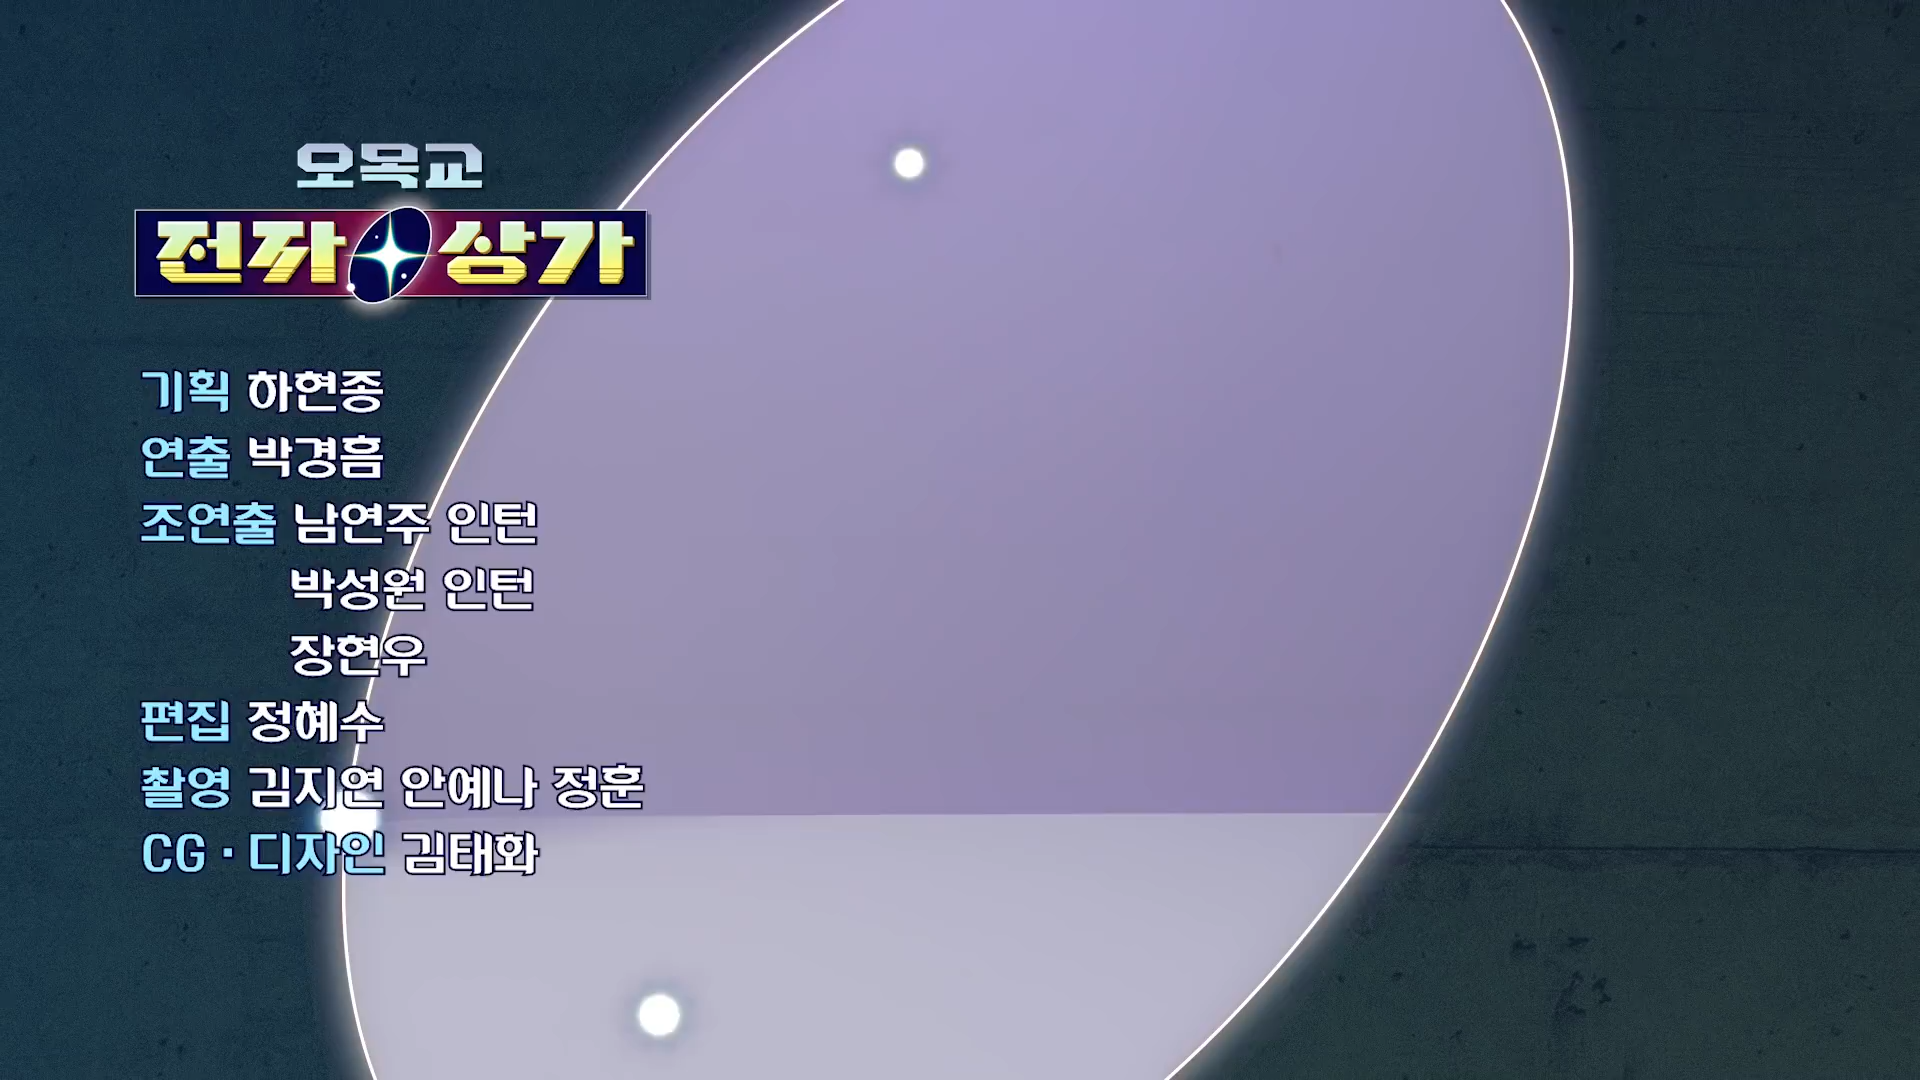 오목교
전자상가
기획 하현종
연출 박경흠
조연출 남연주 인턴
박성원 인턴
장현우
편집 정혜수
촬영 김지연 안예나 정훈
CG · 디자인 김태화